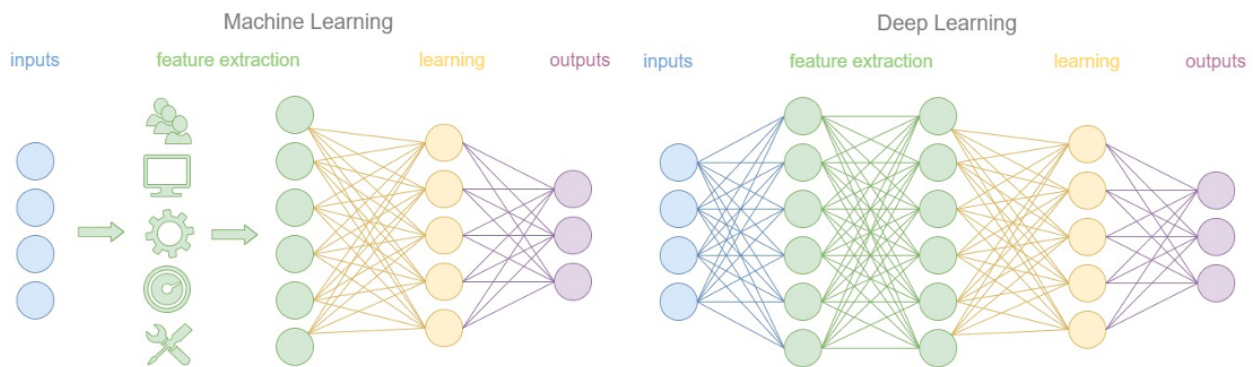 Machine Learning
inputs feature extraction learning outputs
Deep Learning
inputs feature extraction learning outputs